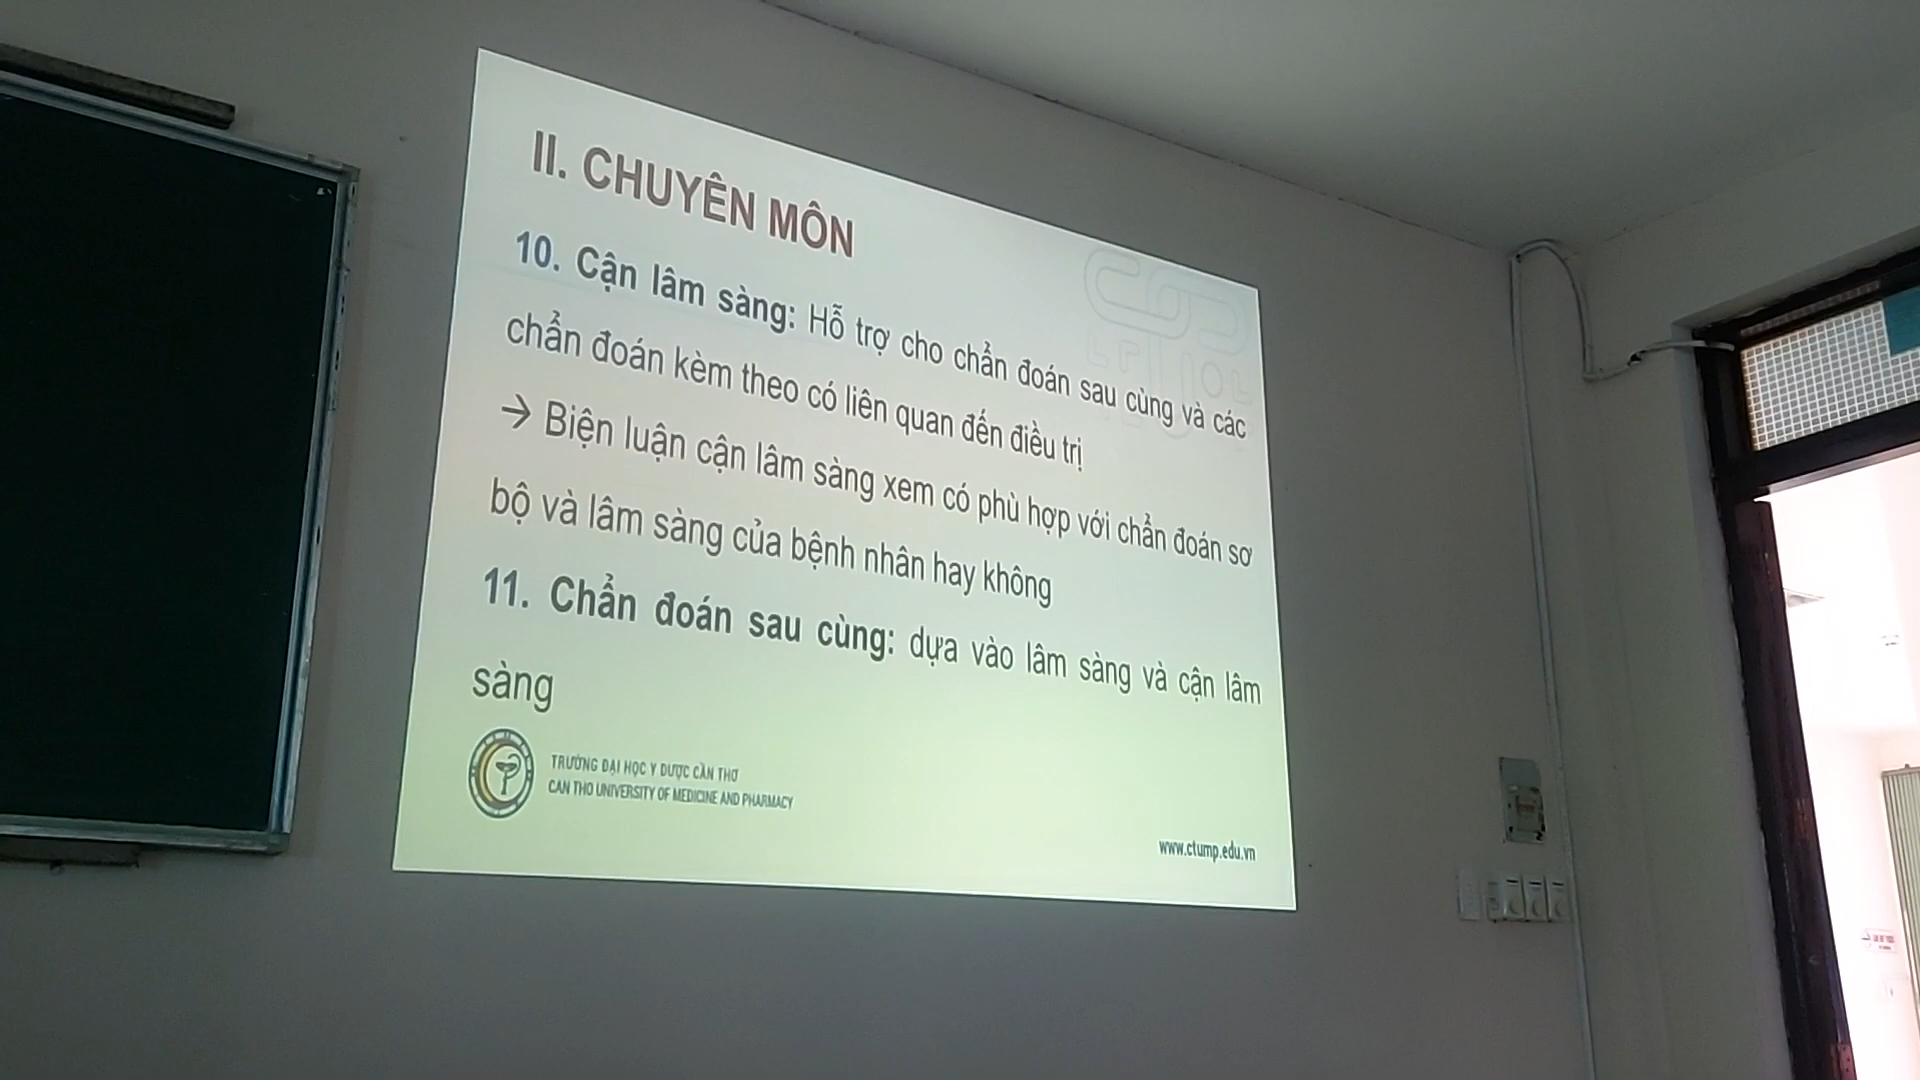 II. CHUYÊN MÔN
10. Cận lâm sàng: Hỗ trợ cho chẩn đoán sau cùng và các
chẩn đoán kèm theo có liên quan đến điều trị
→ Biện luận cận lâm sàng xem có phù hợp với chẩn đoán sơ
bộ và lâm sàng của bệnh nhân hay không
11. Chẩn đoán sau cùng: dựa vào lâm sàng và cận lâm
sàng
TRƯỜNG ĐẠI HỌC Y DƯỢC CẦN THƠ
CAN THO UNIVERSITY OF MEDICINE AND PHARMACY
www.ctump.edu.vn